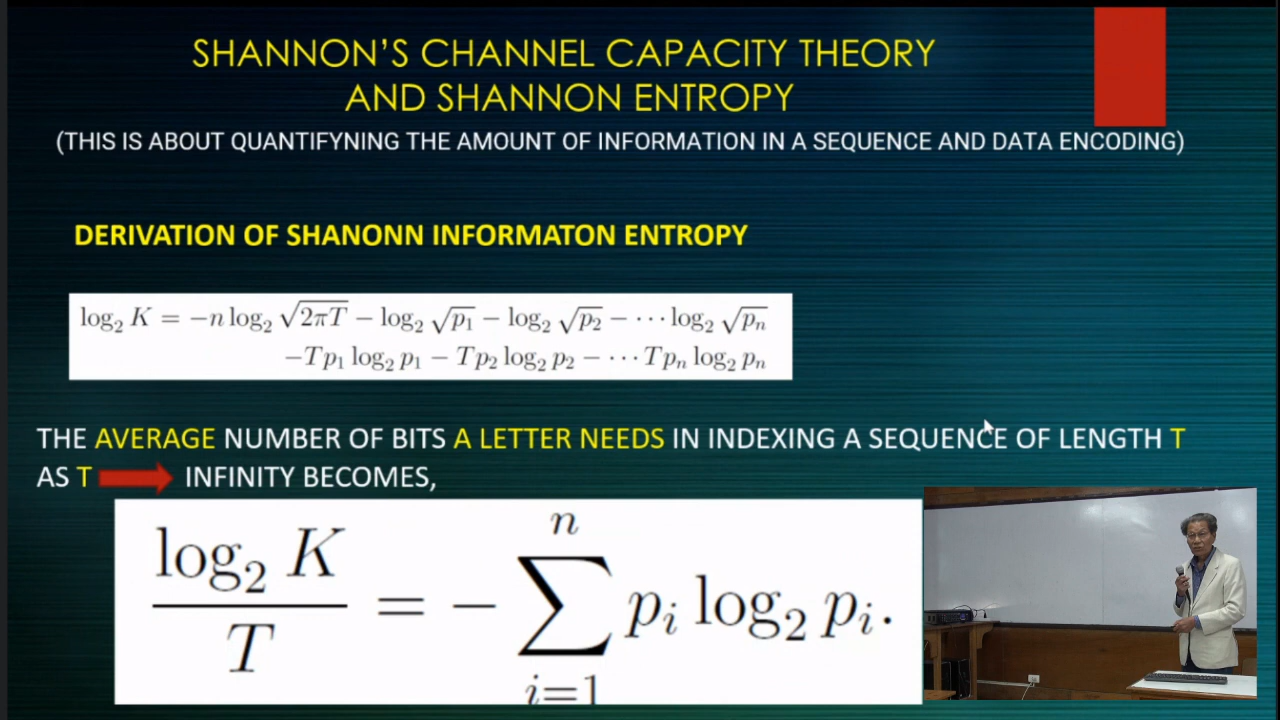 SHANNON'S CHANNEL CAPACITY THEORY
AND SHANNON ENTROPY
(THIS IS ABOUT QUANTIFYNING THE AMOUNT OF INFORMATION IN A SEQUENCE AND DATA ENCODING)
DERIVATION OF SHANONN INFORMATON ENTROPY
log₂ K = −n log₂ √(2πT) − log₂ √p₁ − log₂ √p₂ − ⋯ log₂ √pₙ
−Tp₁ log₂ p₁ − Tp₂ log₂ p₂ − ⋯ Tpₙ log₂ pₙ
THE AVERAGE NUMBER OF BITS A LETTER NEEDS IN INDEXING A SEQUENCE OF LENGTH T
AS T INFINITY BECOMES,
log₂ K / T = − ∑ᵢ₌₁ⁿ pᵢ log₂ pᵢ.